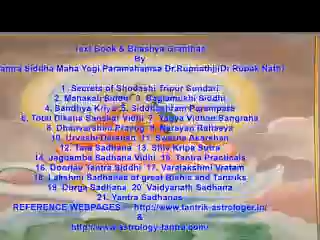 Text Book & Bhashya Granthas
By
Tantra Siddha Maha Yogi Paramahamsa Dr.Rupnathji(Dr.Rupak Nath)
1. Secrets of Shodashi Tripur Sundari
2. Mahakali Siddhi 3. Baglamukhi Siddhi
4. Sandhya Kriya 5. Siddhashram Parampara
6. Poorn Diksha Sanskar Vidhi 7. Yagya Vidhan Sangraha
8. Dhanvarshini Prayog 9. Narayan Rahasya
10. Urvashi Darshan 11. Swarna Akarshan
12. Tara Sadhana 13. Shiv Kripa Sutra
14. Jagdamba Sadhana Vidhi 15. Tantra Practicals
16. Yantra Siddhi 17. Varalakshmi Vratam
18. Lakshmi Sadhanas of great Rishis and Tantriks
19. Durga Sadhana 20. Vaidyanath Sadhana
21. Yantra Sadhanas
REFERENCE WEBPAGES - http://www.tantrik-astrologer.in/
&
http://www.astrology-tantra.com/